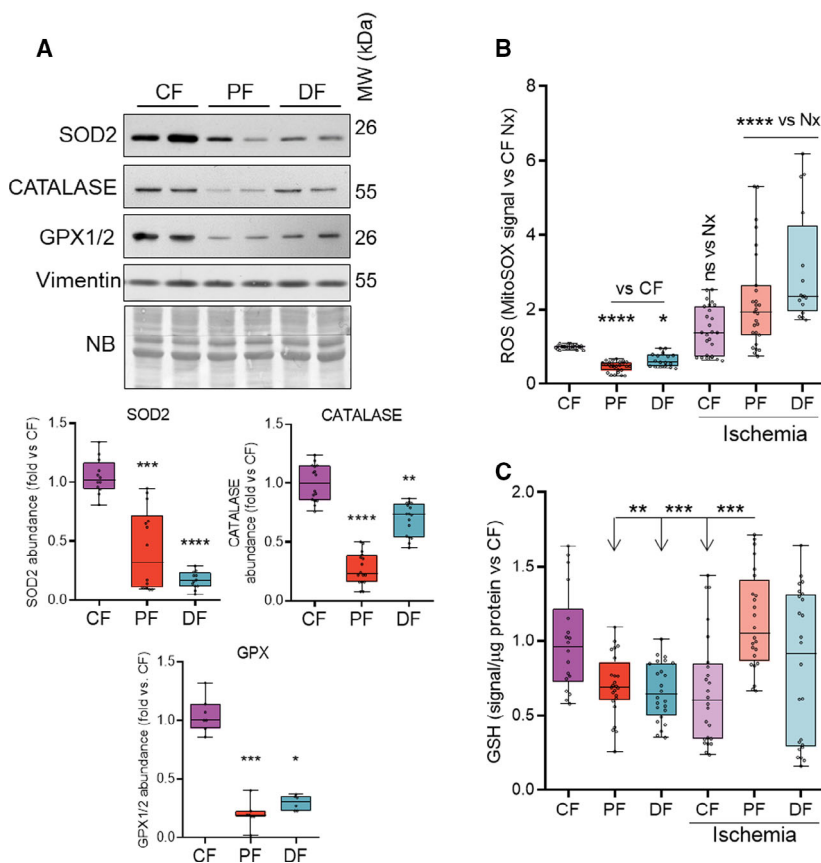 A
CF PF DF MW (kDa)
SOD2 26
CATALASE 55
GPX1/2 26
Vimentin 55
NB
SOD2
SOD2 abundance (fold vs CF)
1.5
1.0
0.5
0.0
***
****
CF PF DF
CATALASE
CATALASE
abundance (fold vs CF)
1.5
1.0
0.5
0.0
****
**
CF PF DF
GPX
GPX1/2 abundance (fold vs. CF)
1.5
1.0
0.5
0.0
***
*
CF PF DF
B
ROS (MitoSOX signal vs CF Nx)
8
6
4
2
0
vs CF
****
*
ns vs Nx
**** vs Nx
CF PF DF CF PF DF
Ischemia
C
GSH (signal/µg protein vs CF)
2.0
1.5
1.0
0.5
0.0
** *** ***
CF PF DF CF PF DF
Ischemia